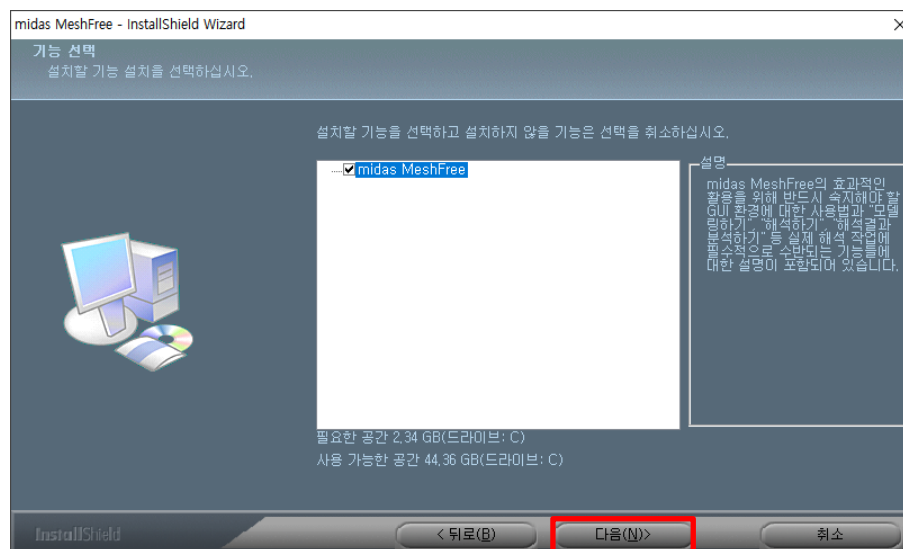 midas MeshFree - InstallShield Wizard
기능 선택
설치할 기능 설치를 선택하십시오.
설치할 기능을 선택하고 설치하지 않을 기능은 선택을 취소하십시오.
midas MeshFree
설명
midas MeshFree의 효과적인
활용을 위해 반드시 숙지해야 할
GUI 환경에 대한 사용법과 "모델
링하기", "해석하기", "해석결과
분석하기" 등 실제 해석 작업에
필수적으로 수반되는 기능들에
대한 설명이 포함되어 있습니다.
필요한 공간 2.34 GB(드라이브: C)
사용 가능한 공간 44.36 GB(드라이브: C)
InstallShield
< 뒤로(B)
다음(N)>
취소